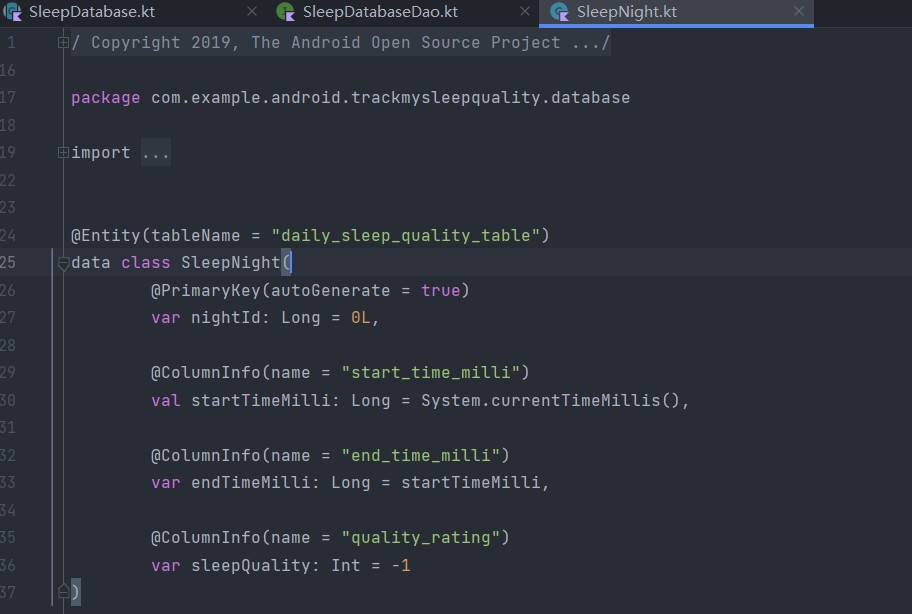 SleepDatabase.kt SleepDatabaseDao.kt SleepNight.kt
1 / Copyright 2019, The Android Open Source Project .../
16
17 package com.example.android.trackmysleepquality.database
18
19 import ...
22
23
24 @Entity(tableName = "daily_sleep_quality_table")
25 data class SleepNight(
26 @PrimaryKey(autoGenerate = true)
27 var nightId: Long = 0L,
28
29 @ColumnInfo(name = "start_time_milli")
30 val startTimeMilli: Long = System.currentTimeMillis(),
31
32 @ColumnInfo(name = "end_time_milli")
33 var endTimeMilli: Long = startTimeMilli,
34
35 @ColumnInfo(name = "quality_rating")
36 var sleepQuality: Int = -1
37 )